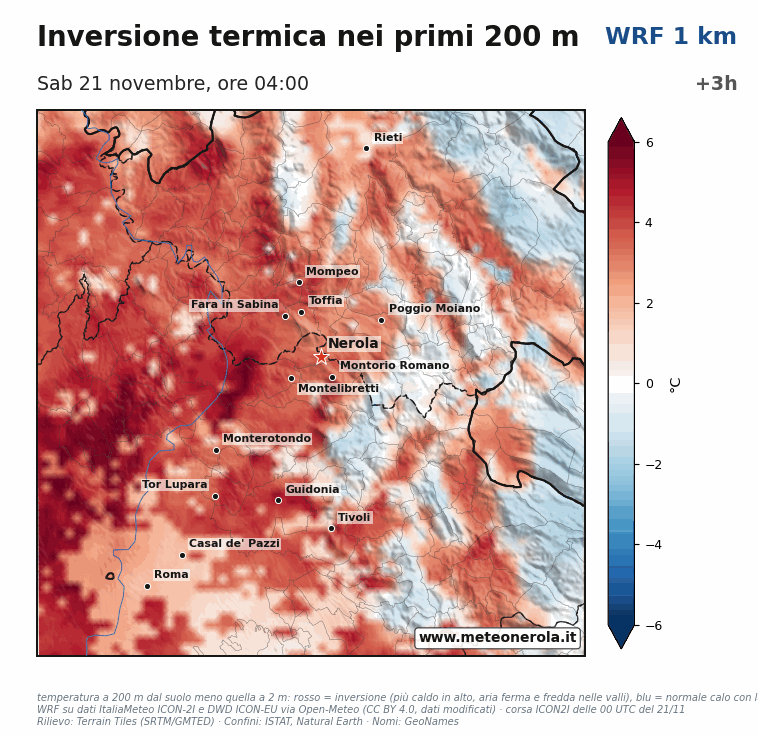 Inversione termica nei primi 200 m WRF 1 km
Sab 21 novembre, ore 04:00 +3h
Rieti
Mompeo
Toffia
Fara in Sabina
Poggio Moiano
Nerola
Montorio Romano
Montelibretti
Monterotondo
Tor Lupara
Guidonia
Tivoli
Casal de' Pazzi
Roma
www.meteonerola.it
6
4
2
0
−2
−4
−6
°C
temperatura a 200 m dal suolo meno quella a 2 m: rosso = inversione (più caldo in alto, aria ferma e fredda nelle valli), blu = normale calo con l
WRF su dati ItaliaMeteo ICON-2I e DWD ICON-EU via Open-Meteo (CC BY 4.0, dati modificati) · corsa ICON2I delle 00 UTC del 21/11
Rilievo: Terrain Tiles (SRTM/GMTED) · Confini: ISTAT, Natural Earth · Nomi: GeoNames